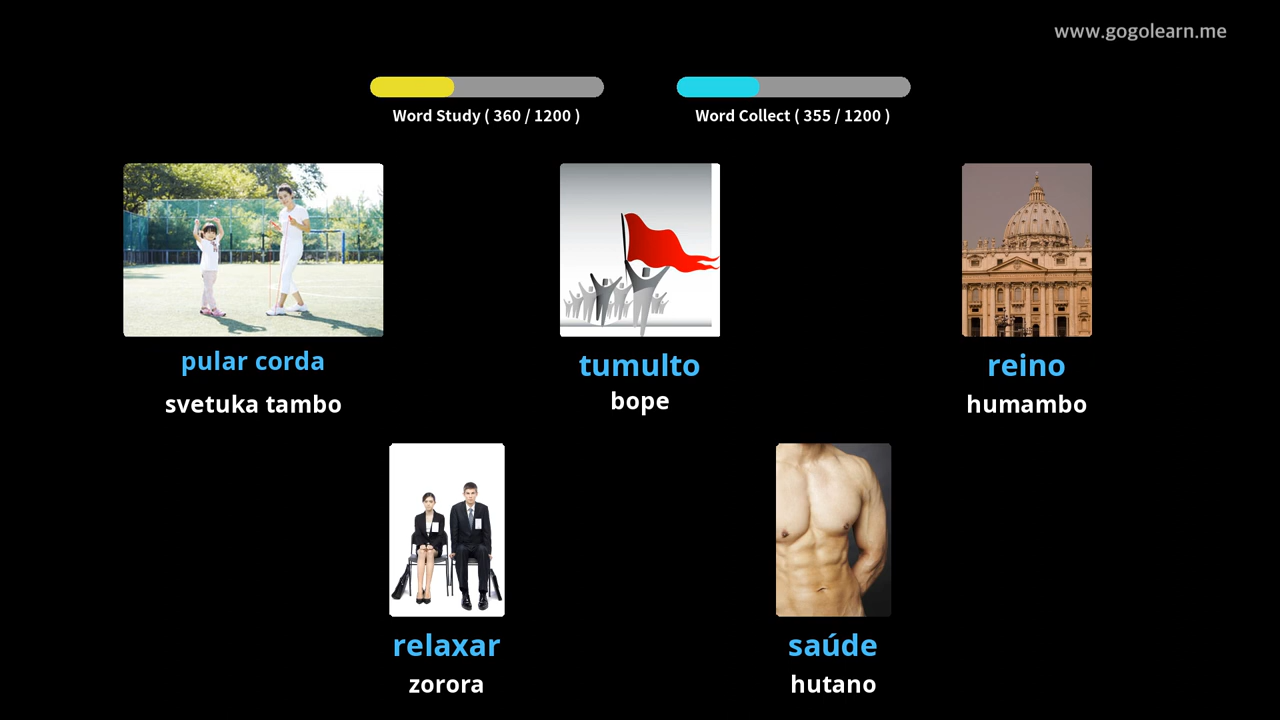 www.gogolearn.me
Word Study ( 360 / 1200 )
Word Collect ( 355 / 1200 )
pular corda
svetuka tambo
tumulto
bope
reino
humambo
relaxar
zorora
saúde
hutano